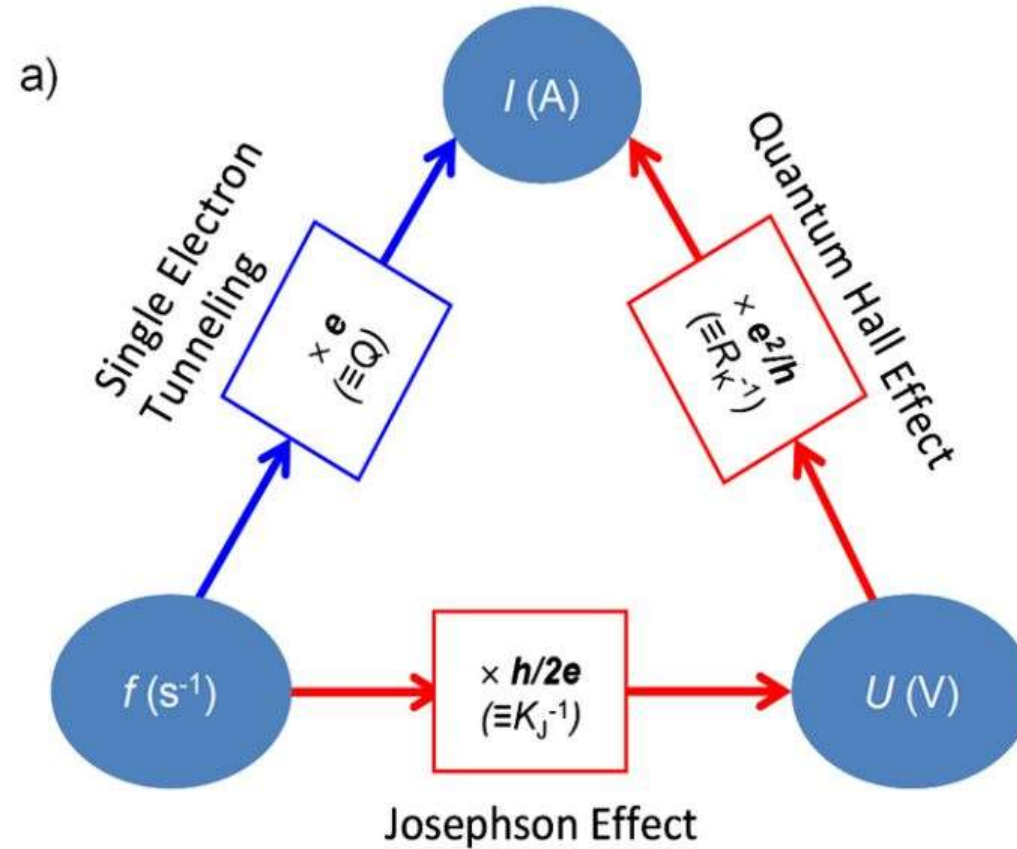 a)
I (A)
Single Electron
Tunneling
× e
(≡Q)
Quantum Hall Effect
× e²/h
(≡R_K⁻¹)
f (s⁻¹)
× h/2e
(≡K_J⁻¹)
U (V)
Josephson Effect